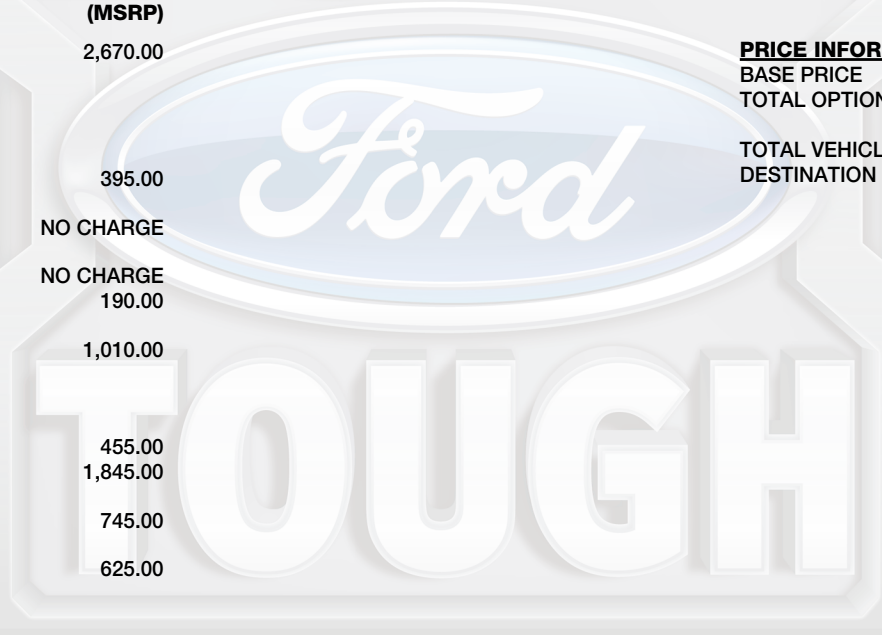 (MSRP)
2,670.00
395.00
NO CHARGE
NO CHARGE
190.00
1,010.00
455.00
1,845.00
745.00
625.00
PRICE INFOR
BASE PRICE
TOTAL OPTION
TOTAL VEHICL
DESTINATION
Ford
TOUGH